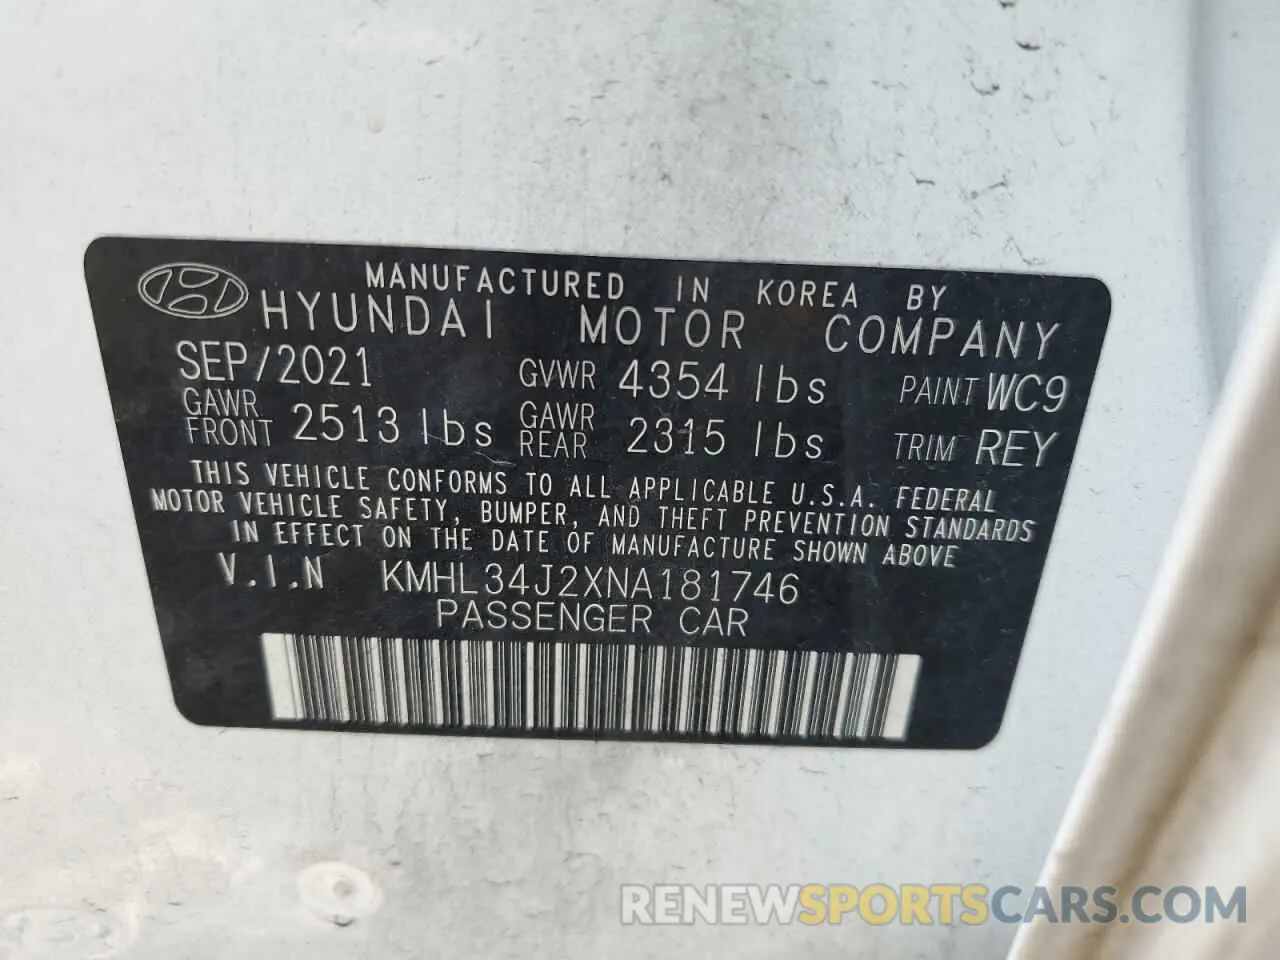 MANUFACTURED IN KOREA BY
HYUNDAI MOTOR COMPANY
SEP/2021 GVWR 4354 lbs PAINT WC9
GAWR FRONT 2513 lbs GAWR REAR 2315 lbs TRIM REY
THIS VEHICLE CONFORMS TO ALL APPLICABLE U.S.A. FEDERAL
MOTOR VEHICLE SAFETY, BUMPER, AND THEFT PREVENTION STANDARDS
IN EFFECT ON THE DATE OF MANUFACTURE SHOWN ABOVE
V.I.N KMHL34J2XNA181746
PASSENGER CAR
RENEWSPORTSCARS.COM